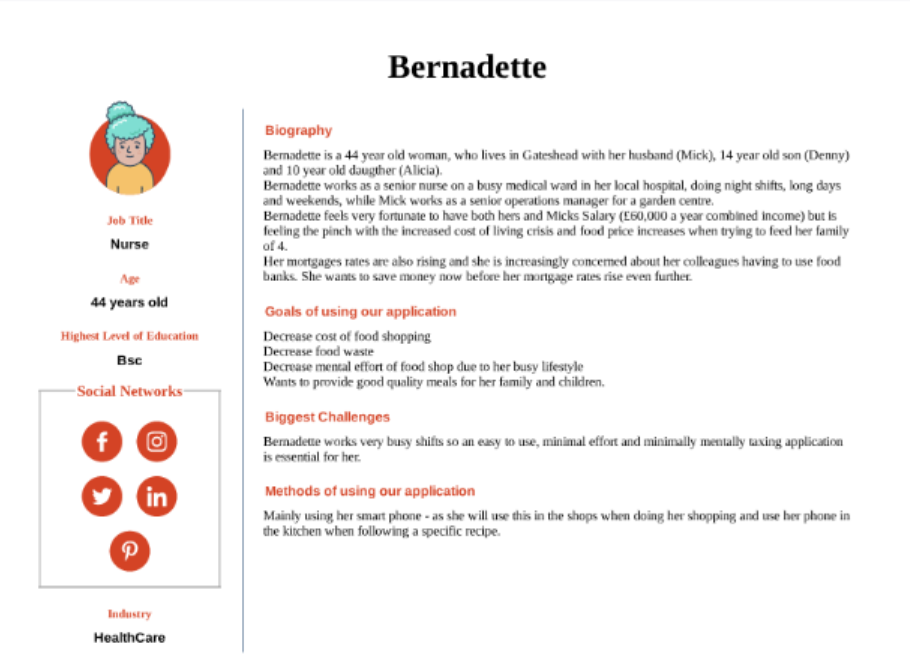 Bernadette
Job Title
Nurse
Age
44 years old
Highest Level of Education
Bsc
Social Networks
f
in
Industry
HealthCare
Biography
Bernadette is a 44 year old woman, who lives in Gateshead with her husband (Mick), 14 year old son (Denny)
and 10 year old daugther (Alicia).
Bernadette works as a senior nurse on a busy medical ward in her local hospital, doing night shifts, long days
and weekends, while Mick works as a senior operations manager for a garden centre.
Bernadette feels very fortunate to have both hers and Micks Salary (£60,000 a year combined income) but is
feeling the pinch with the increased cost of living crisis and food price increases when trying to feed her family
of 4.
Her mortgages rates are also rising and she is increasingly concerned about her colleagues having to use food
banks. She wants to save money now before her mortgage rates rise even further.
Goals of using our application
Decrease cost of food shopping
Decrease food waste
Decrease mental effort of food shop due to her busy lifestyle
Wants to provide good quality meals for her family and children.
Biggest Challenges
Bernadette works very busy shifts so an easy to use, minimal effort and minimally mentally taxing application
is essential for her.
Methods of using our application
Mainly using her smart phone - as she will use this in the shops when doing her shopping and use her phone in
the kitchen when following a specific recipe.